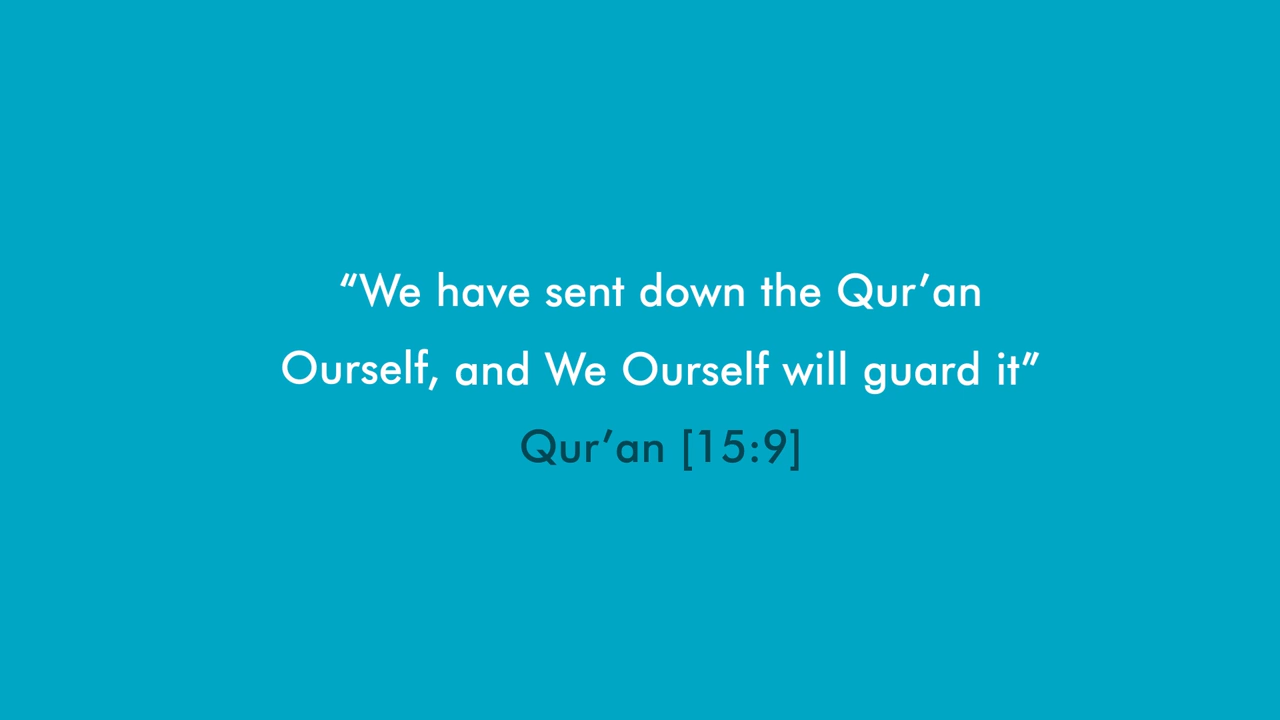 “We have sent down the Qur’an
Ourself, and We Ourself will guard it”
Qur’an [15:9]